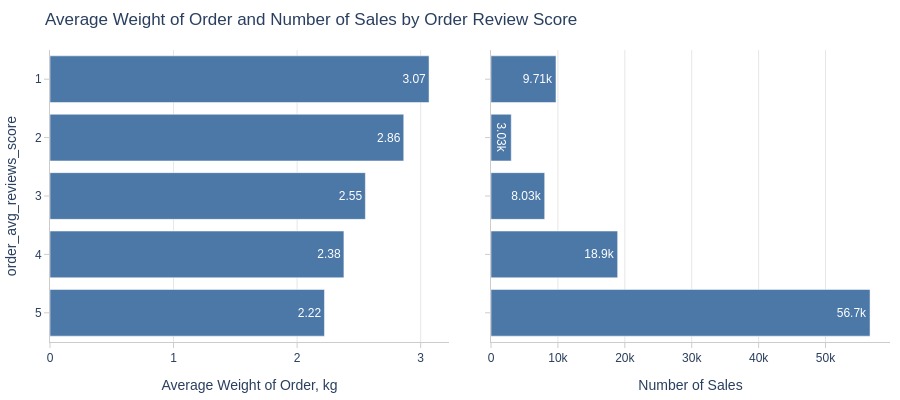 Average Weight of Order and Number of Sales by Order Review Score
order_avg_reviews_score
1
2
3
4
5
3.07
2.86
2.55
2.38
2.22
0
1
2
3
Average Weight of Order, kg
9.71k
3.03k
8.03k
18.9k
56.7k
0
10k
20k
30k
40k
50k
Number of Sales